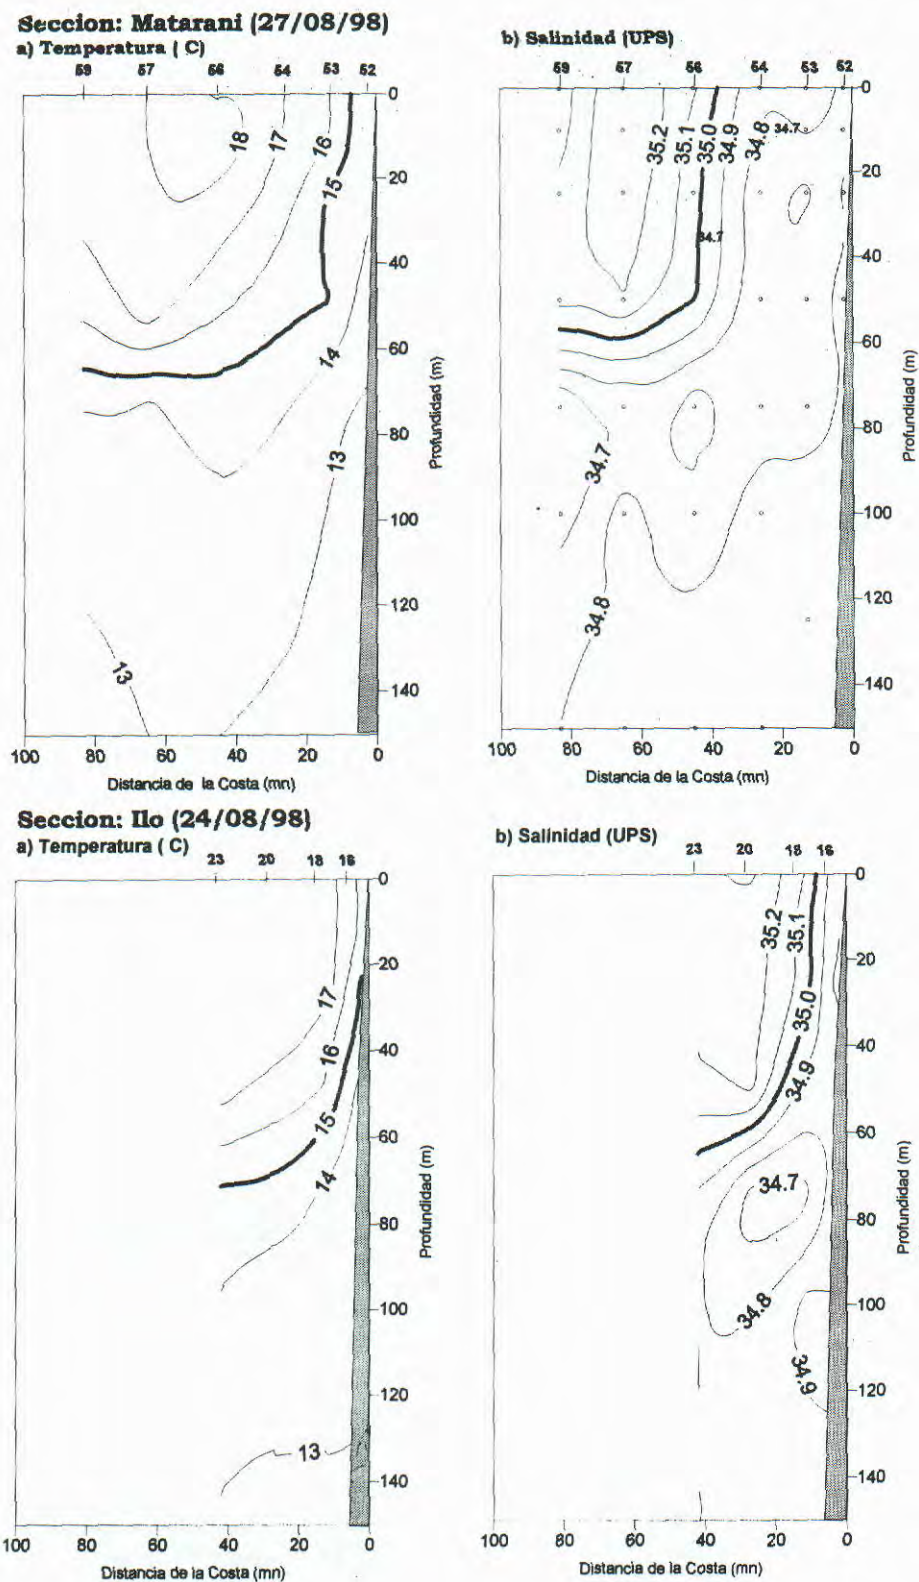 Seccion: Matarani (27/08/98)
a) Temperatura ( C)
b) Salinidad (UPS)
59 57 56 54 53 52
59 57 56 54 53 52
0
20
40
60
80
100
120
140
Profundidad (m)
18
17
16
15
14
13
13
100 80 60 40 20 0
Distancia de la Costa (mn)
0
20
40
60
80
100
120
140
Profundidad (m)
35.2
35.1
35.0
34.9
34.8
34.7
34.7
34.7
34.8
100 80 60 40 20 0
Distancia de la Costa (mn)
Seccion: Ilo (24/08/98)
a) Temperatura ( C)
b) Salinidad (UPS)
23 20 18 16
23 20 18 16
0
20
40
60
80
100
120
140
Profundidad (m)
17
16
15
14
13
100 80 60 40 20 0
Distancia de la Costa (mn)
0
20
40
60
80
100
120
140
Profundidad (m)
35.2
35.1
35.0
34.9
34.7
34.8
34.9
100 80 60 40 20 0
Distancia de la Costa (mn)